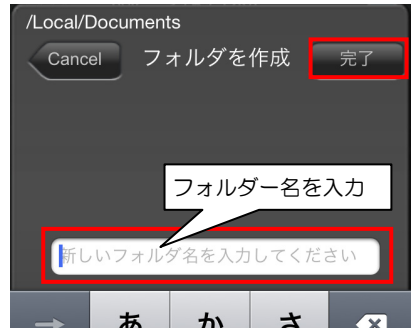 /Local/Documents
Cancel フォルダを作成 完了
フォルダー名を入力
新しいフォルダ名を入力してください
→ あ か さ